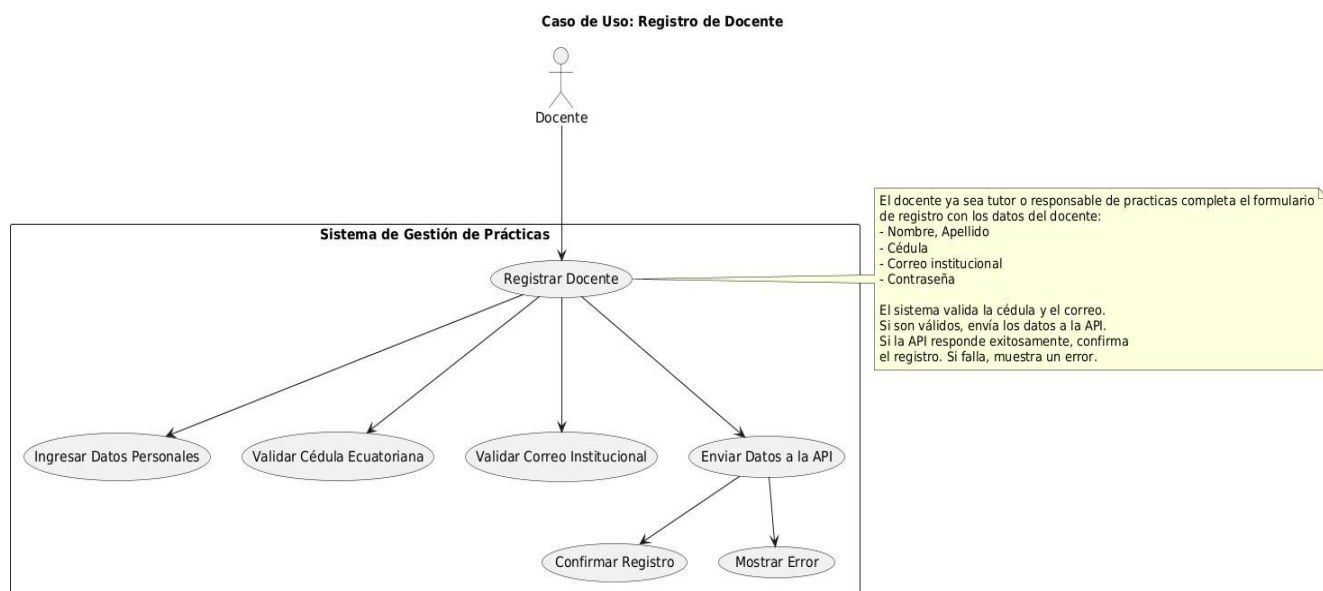 Caso de Uso: Registro de Docente
Docente
El docente ya sea tutor o responsable de practicas completa el formulario
de registro con los datos del docente:
- Nombre, Apellido
- Cédula
- Correo institucional
- Contraseña
El sistema valida la cédula y el correo.
Si son válidos, envía los datos a la API.
Si la API responde exitosamente, confirma
el registro. Si falla, muestra un error.
Sistema de Gestión de Prácticas
Registrar Docente
Ingresar Datos Personales
Validar Cédula Ecuatoriana
Validar Correo Institucional
Enviar Datos a la API
Confirmar Registro
Mostrar Error